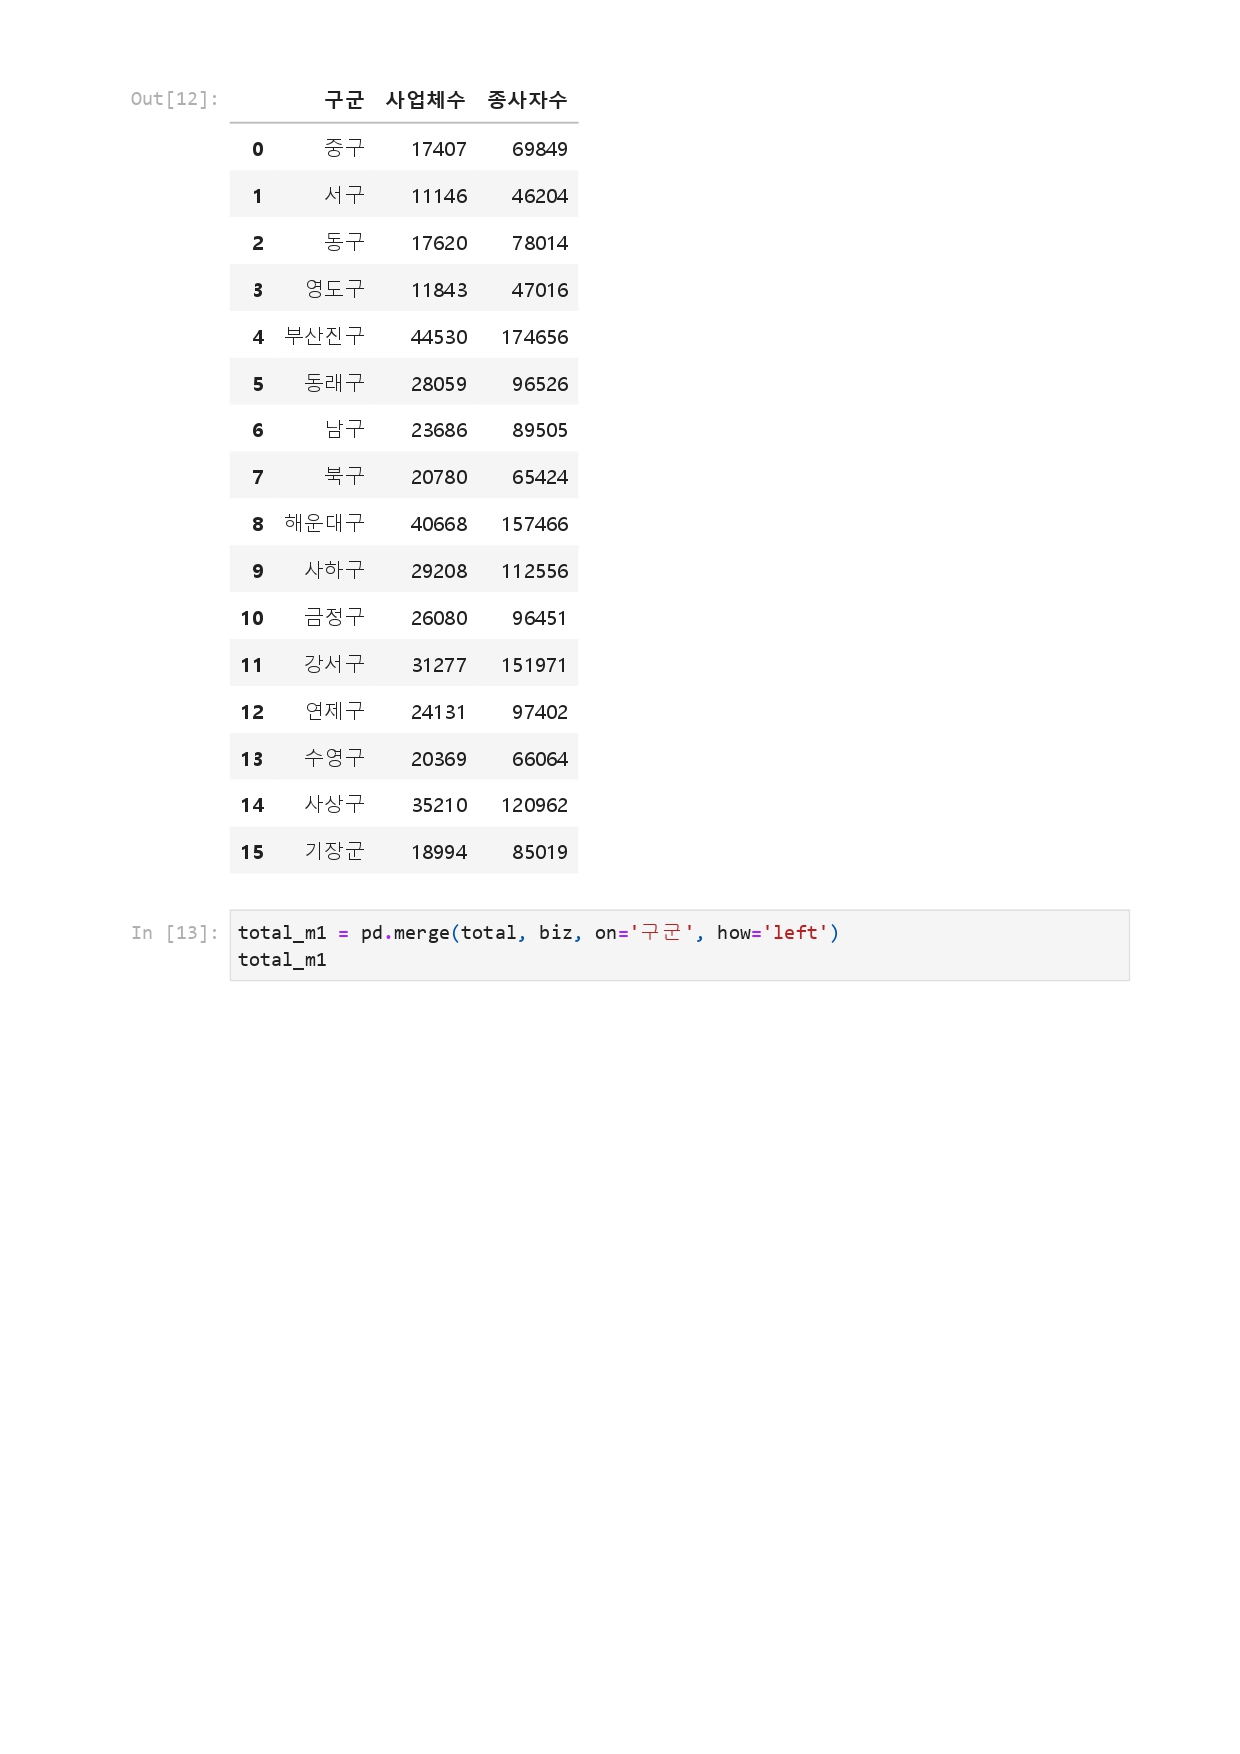 Out[12]:
구군 사업체수 종사자수
0 중구 17407 69849
1 서구 11146 46204
2 동구 17620 78014
3 영도구 11843 47016
4 부산진구 44530 174656
5 동래구 28059 96526
6 남구 23686 89505
7 북구 20780 65424
8 해운대구 40668 157466
9 사하구 29208 112556
10 금정구 26080 96451
11 강서구 31277 151971
12 연제구 24131 97402
13 수영구 20369 66064
14 사상구 35210 120962
15 기장군 18994 85019
In [13]: total_m1 = pd.merge(total, biz, on='구군', how='left')
total_m1